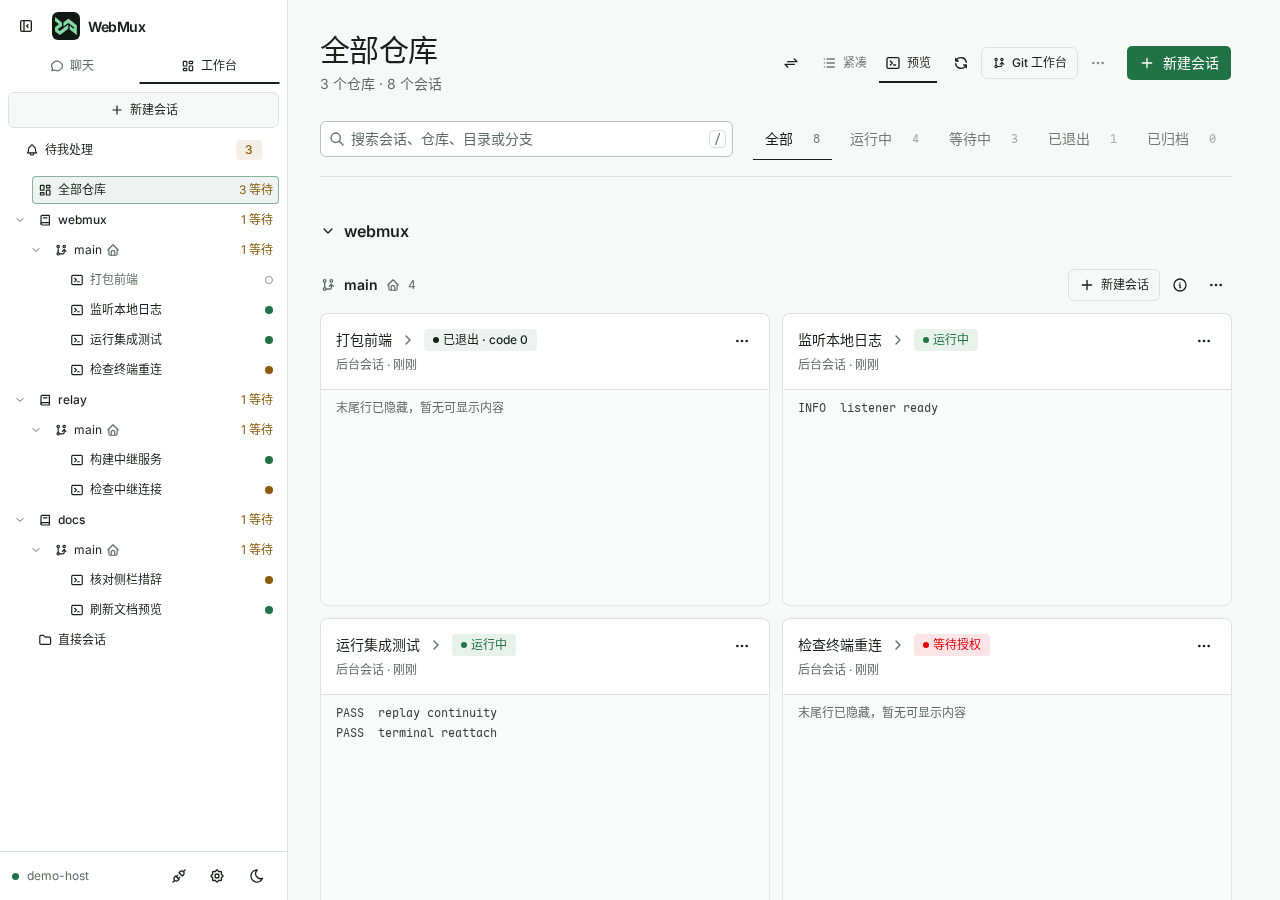 WebMux
聊天
工作台
新建会话
待我处理 3
全部仓库 3 等待
webmux 1 等待
main 1 等待
打包前端
监听本地日志
运行集成测试
检查终端重连
relay 1 等待
main 1 等待
构建中继服务
检查中继连接
docs 1 等待
main 1 等待
核对侧栏措辞
刷新文档预览
直接会话
demo-host
全部仓库
3 个仓库 · 8 个会话
紧凑
预览
Git 工作台
新建会话
搜索会话、仓库、目录或分支 /
全部 8
运行中 4
等待中 3
已退出 1
已归档 0
webmux
main 4
新建会话
打包前端 已退出 · code 0
后台会话 · 刚刚
末尾行已隐藏，暂无可显示内容
监听本地日志 运行中
后台会话 · 刚刚
INFO listener ready
运行集成测试 运行中
后台会话 · 刚刚
PASS replay continuity
PASS terminal reattach
检查终端重连 等待授权
后台会话 · 刚刚
末尾行已隐藏，暂无可显示内容